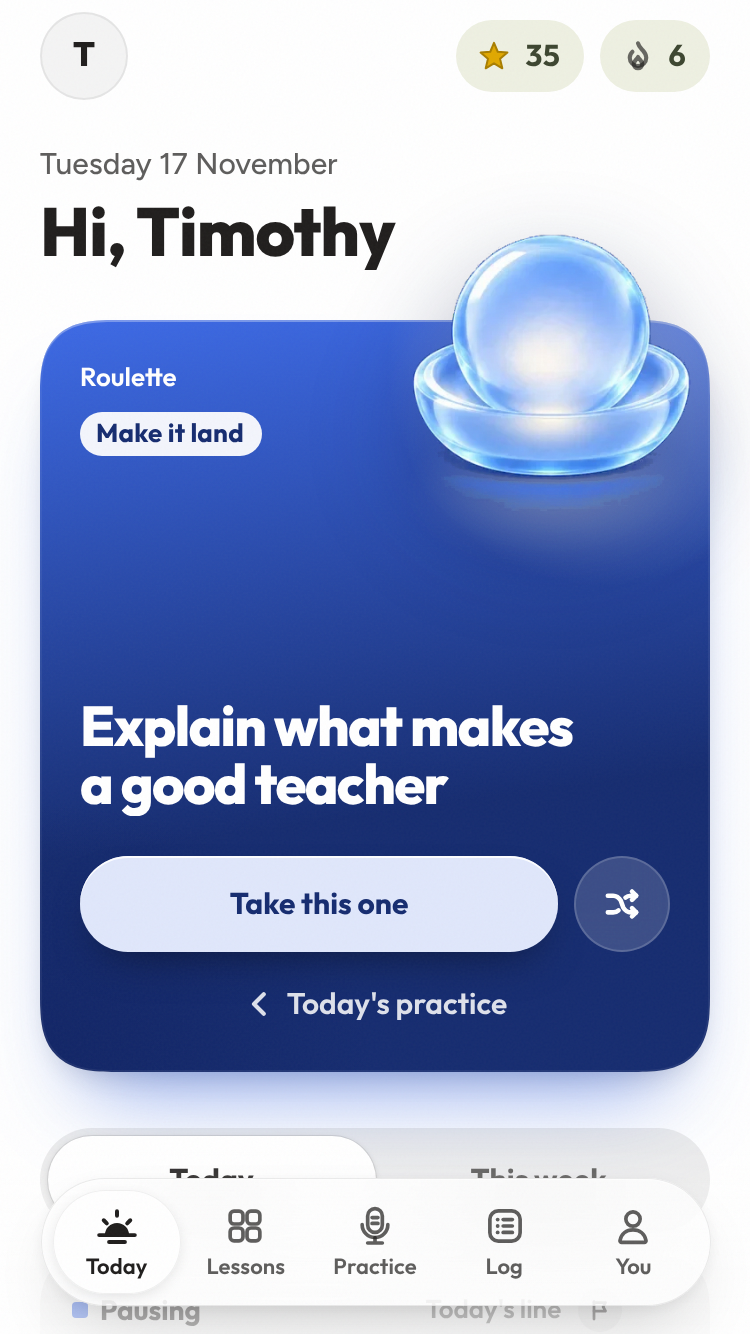 T
35
6
Tuesday 17 November
Hi, Timothy
Roulette
Make it land
Explain what makes
a good teacher
Take this one
Today's practice
Today
This week
Today
Lessons
Practice
Log
You
Pausing
Today's line